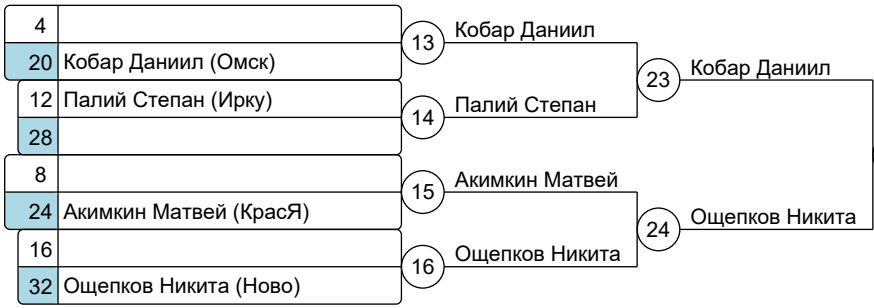 4
13 Кобар Даниил
20 Кобар Даниил (Омск)
23 Кобар Даниил
12 Палий Степан (Ирку)
14 Палий Степан
28
8
15 Акимкин Матвей
24 Акимкин Матвей (КрасЯ)
24 Ощепков Никита
16
16 Ощепков Никита
32 Ощепков Никита (Ново)